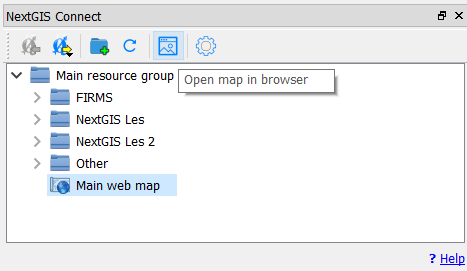 NextGIS Connect
Main resource group
Open map in browser
FIRMS
NextGIS Les
NextGIS Les 2
Other
Main web map
? Help